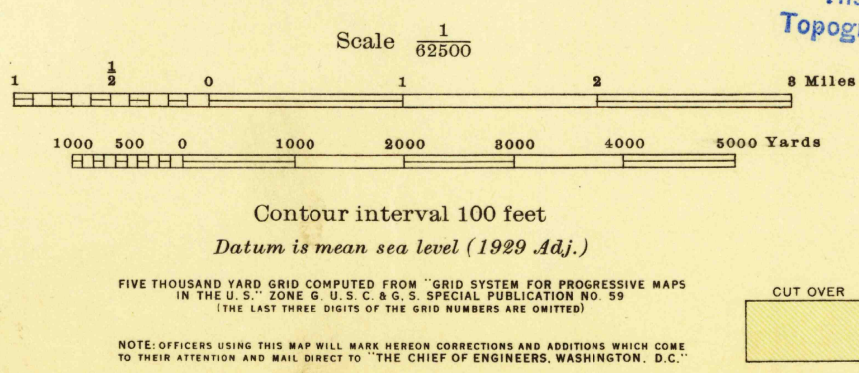 Topog
Scale 1/62500
1 1/2 0 1 2 3 Miles
1000 500 0 1000 2000 3000 4000 5000 Yards
Contour interval 100 feet
Datum is mean sea level (1929 Adj.)
FIVE THOUSAND YARD GRID COMPUTED FROM "GRID SYSTEM FOR PROGRESSIVE MAPS
IN THE U. S." ZONE G. U. S. C. & G. S. SPECIAL PUBLICATION NO. 59
(THE LAST THREE DIGITS OF THE GRID NUMBERS ARE OMITTED)
CUT OVER
NOTE: OFFICERS USING THIS MAP WILL MARK HEREON CORRECTIONS AND ADDITIONS WHICH COME
TO THEIR ATTENTION AND MAIL DIRECT TO "THE CHIEF OF ENGINEERS, WASHINGTON, D.C."